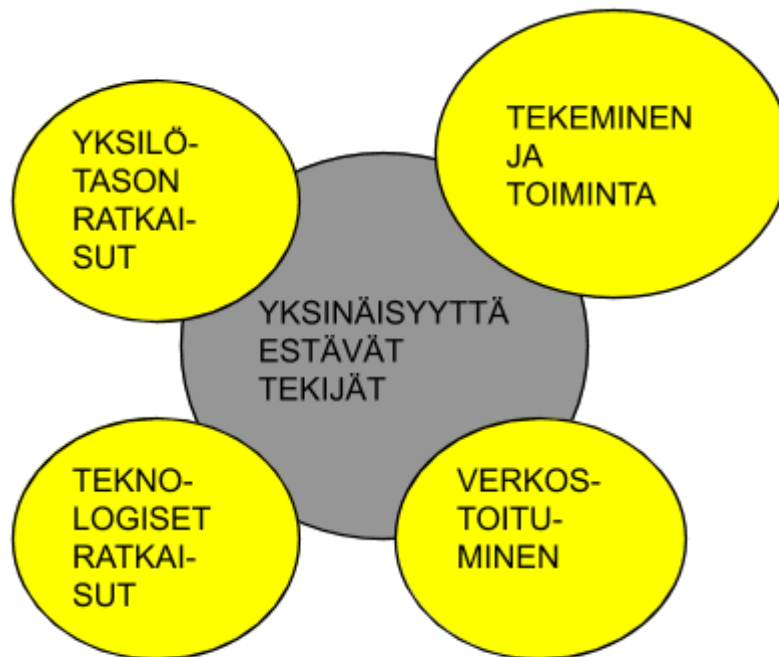 YKSILÖ-
TASON
RATKAI-
SUT
TEKEMINEN
JA
TOIMINTA
YKSINÄISYYTTÄ
ESTÄVÄT
TEKIJÄT
TEKNO-
LOGISET
RATKAI-
SUT
VERKOS-
TOITU-
MINEN